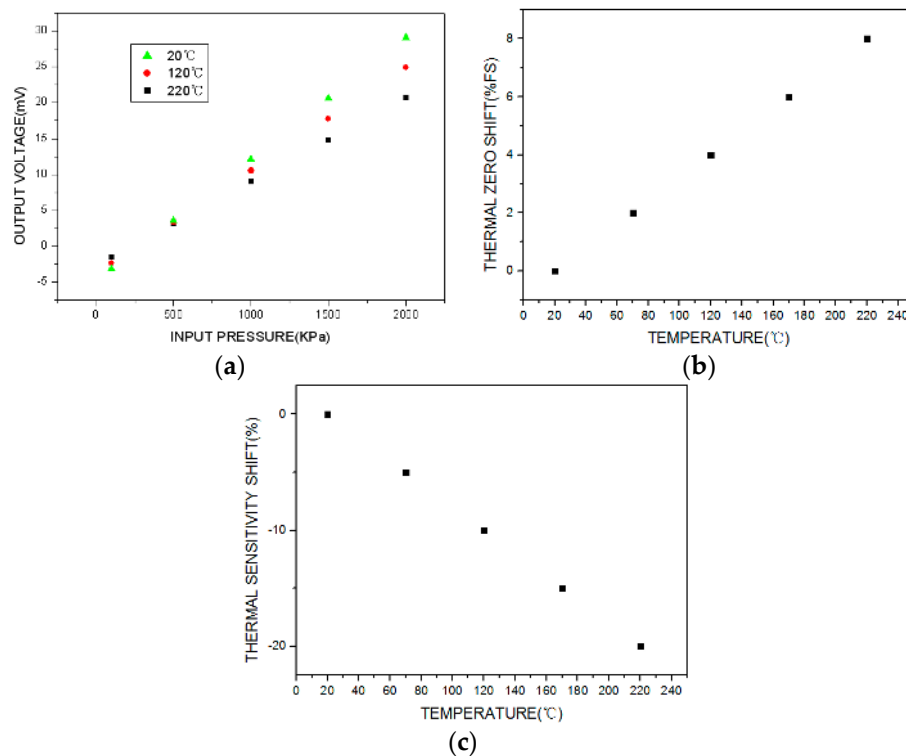 30
25
20
15
10
5
0
-5
20℃
120℃
220℃
OUTPUT VOLTAGE(mV)
0 500 1000 1500 2000
INPUT PRESSURE(KPa)
(a)
8
6
4
2
0
THERMAL ZERO SHIFT(%FS)
0 20 40 60 80 100 120 140 160 180 200 220 240
TEMPERATURE(℃)
(b)
0
-10
-20
THERMAL SENSITIVITY SHIFT(%)
0 20 40 60 80 100 120 140 160 180 200 220 240
TEMPERATURE(℃)
(c)